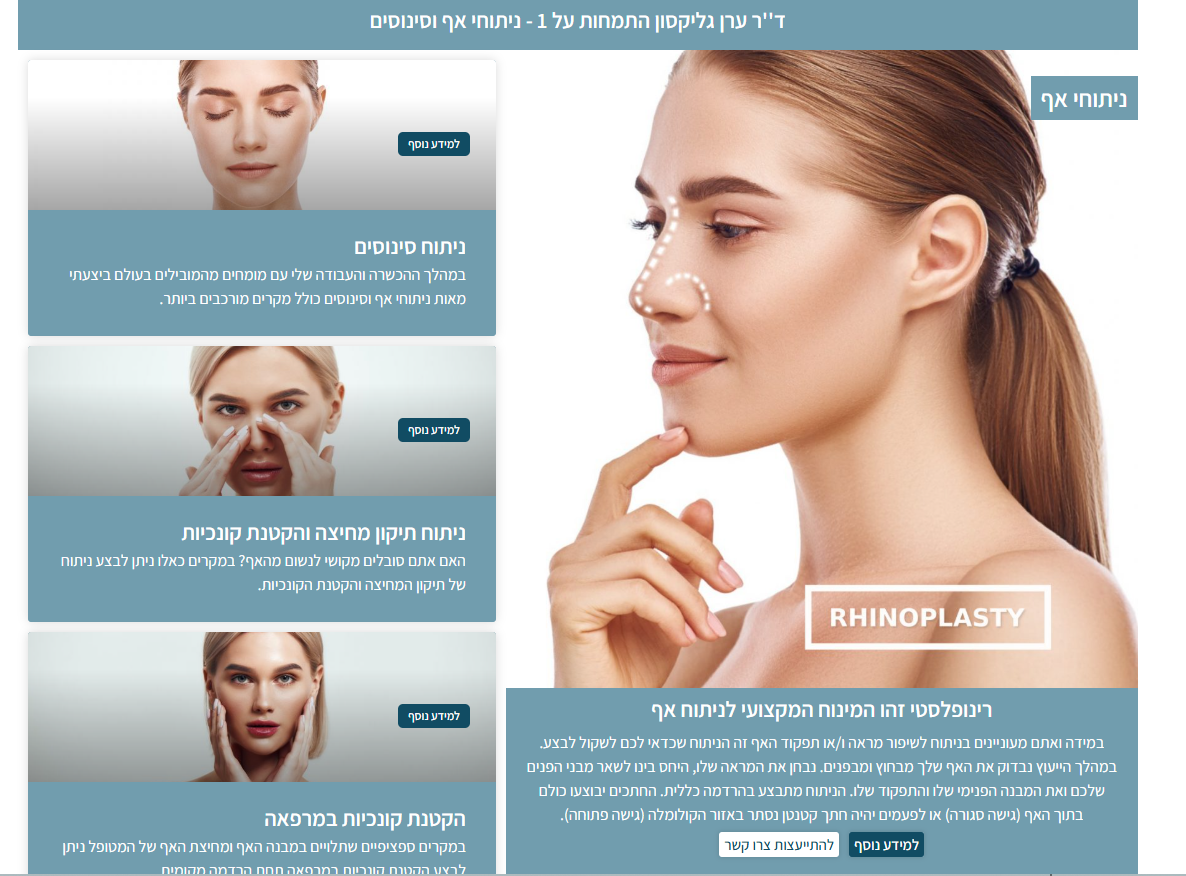 ד''ר ערן גליקסון התמחות על 1 - ניתוחי אף וסינוסים
ניתוחי אף
RHINOPLASTY
רינופלסטי זהו המינוח המקצועי לניתוח אף
במידה ואתם מעוניינים בניתוח לשיפור מראה ו/או תפקוד האף זה הניתוח שכדאי לכם לשקול לבצע.
במהלך הייעוץ נבדוק את האף שלך מבחוץ ומבפנים. נבחן את המראה שלו, היחס בינו לשאר מבני הפנים
שלכם ואת המבנה הפנימי שלו והתפקוד שלו. הניתוח מתבצע בהרדמה כללית. החתכים יבוצעו כולם
בתוך האף (גישה סגורה) או לפעמים יהיה חתך קטנטן נסתר באזור הקולומלה (גישה פתוחה).
למידע נוסף
להתייעצות צרו קשר
למידע נוסף
ניתוח סינוסים
במהלך ההכשרה והעבודה שלי עם מומחים מהמובילים בעולם ביצעתי
מאות ניתוחי אף וסינוסים כולל מקרים מורכבים ביותר.
למידע נוסף
ניתוח תיקון מחיצה והקטנת קונכיות
האם אתם סובלים מקושי לנשום מהאף? במקרים כאלו ניתן לבצע ניתוח
של תיקון המחיצה והקטנת הקונכיות.
למידע נוסף
הקטנת קונכיות במרפאה
במקרים ספציפיים שתלויים במבנה האף ומחיצת האף של המטופל ניתן
לבצע הקטנת קונכיות במרפאה תחת הרדמה מקומית